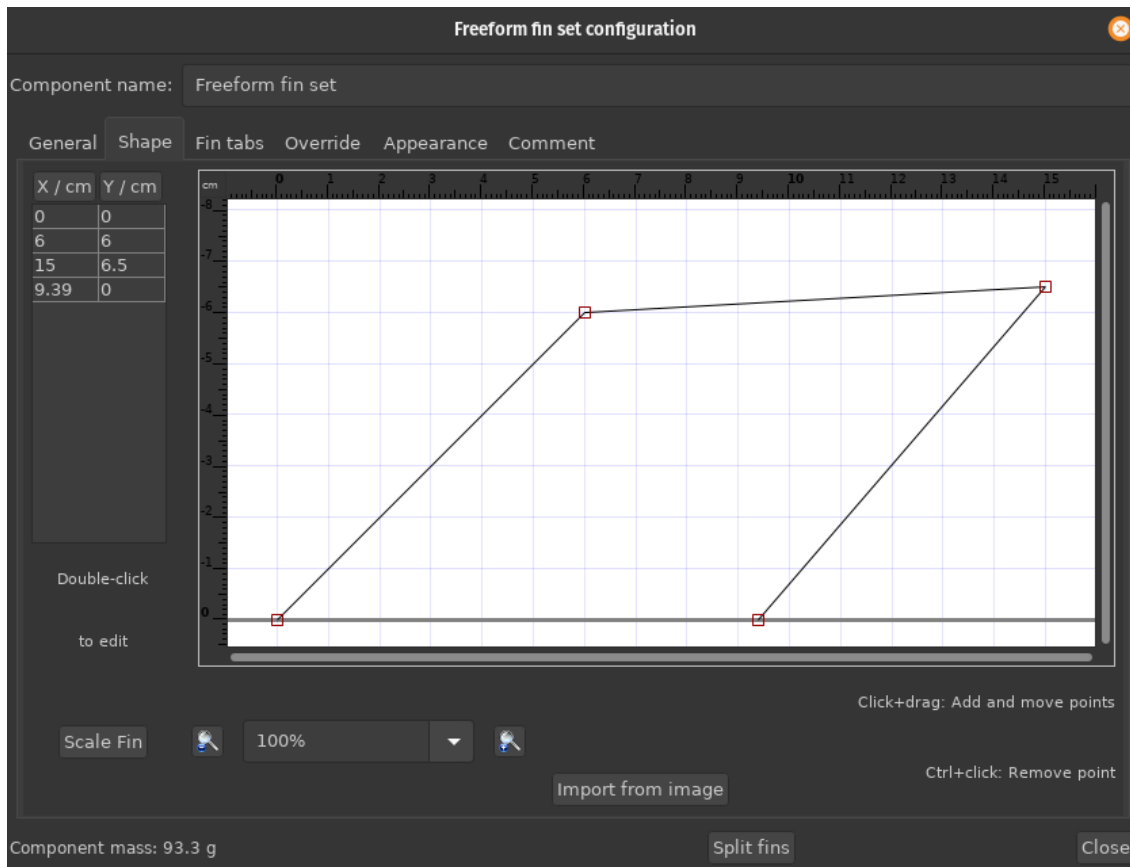 Freeform fin set configuration
Component name: Freeform fin set
General Shape Fin tabs Override Appearance Comment
X / cm Y / cm
0 0
6 6
15 6.5
9.39 0
cm 0 1 2 3 4 5 6 7 8 9 10 11 12 13 14 15
-8
-7
-6
-5
-4
-3
-2
-1
0
Double-click
to edit
Click+drag: Add and move points
Scale Fin 100%
Ctrl+click: Remove point
Import from image
Component mass: 93.3 g Split fins Close